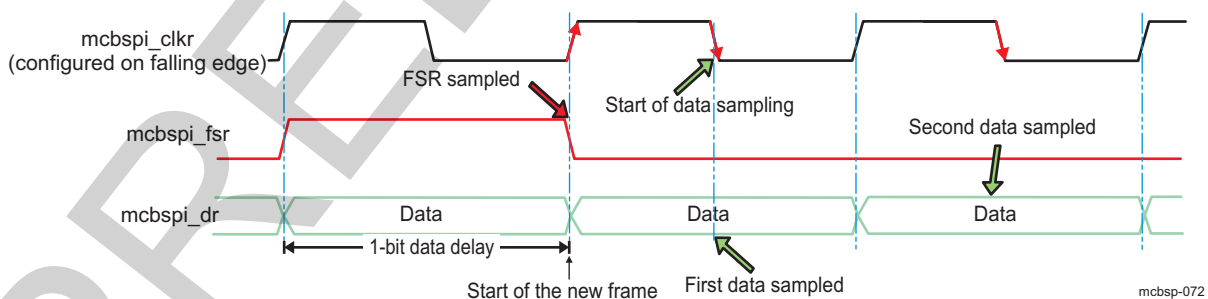 mcbspi_clkr
(configured on falling edge)
FSR sampled
Start of data sampling
mcbspi_fsr
Second data sampled
mcbspi_dr
Data
Data
Data
1-bit data delay
Start of the new frame
First data sampled
mcbsp-072